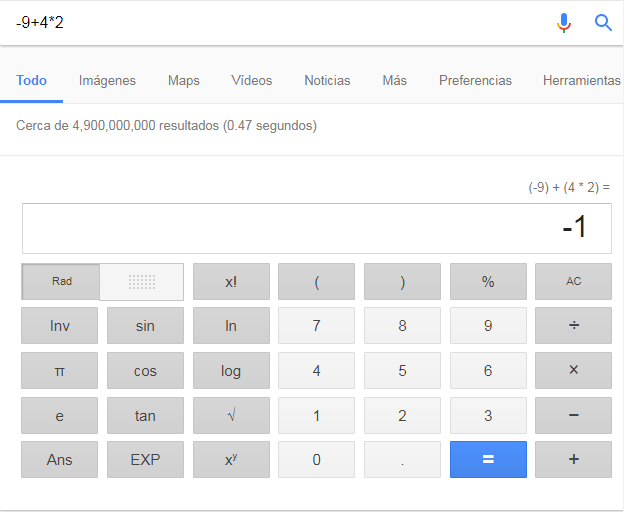 -9+4*2
Todo Imágenes Maps Vídeos Noticias Más Preferencias Herramientas
Cerca de 4,900,000,000 resultados (0.47 segundos)
(-9) + (4 * 2) =
-1
Rad x! ( ) % AC
Inv sin ln 7 8 9 ÷
π cos log 4 5 6 ×
e tan √ 1 2 3 −
Ans EXP xʸ 0 . = +